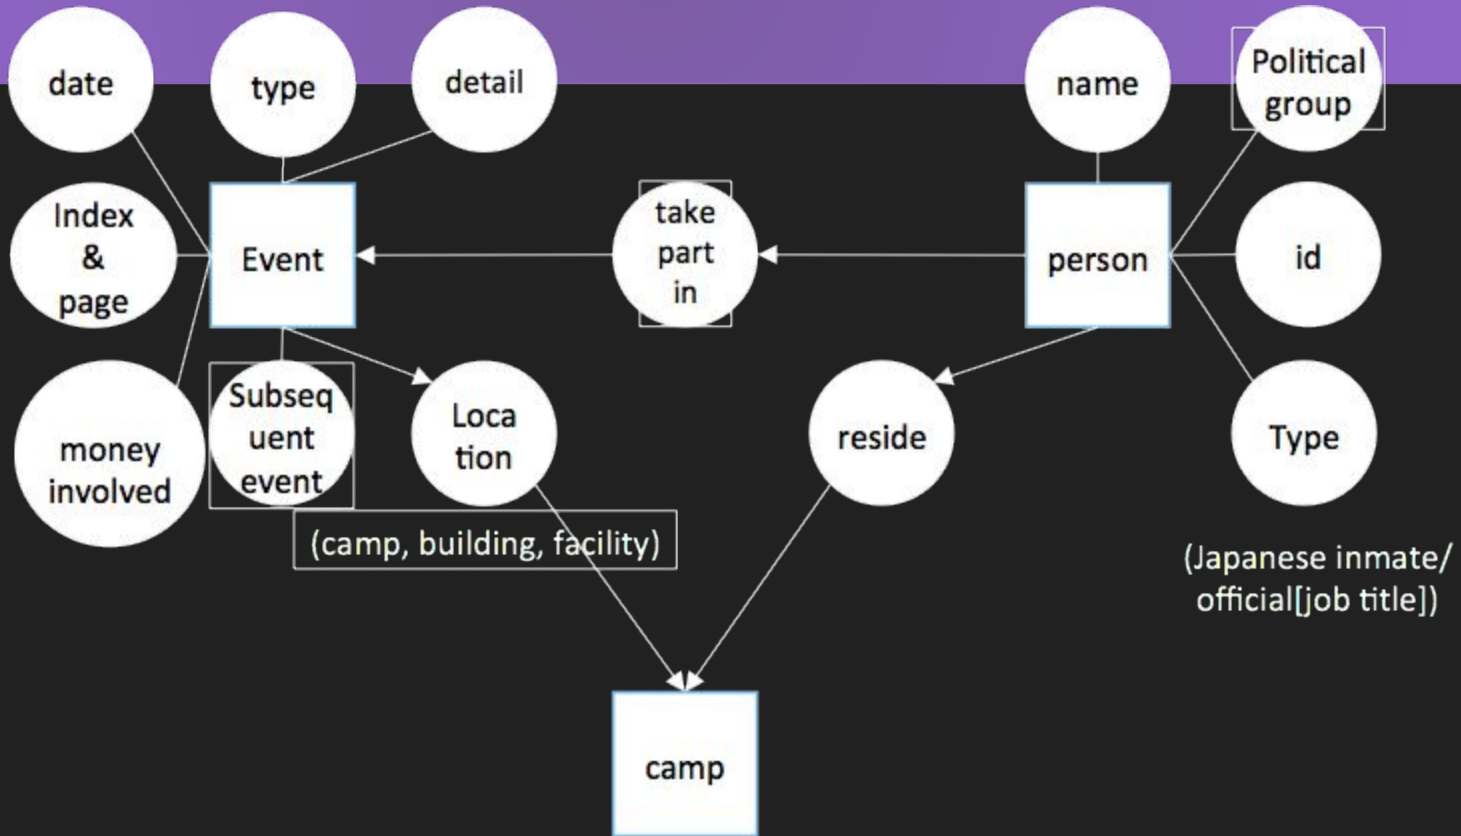 date
type
detail
name
Political
group
Index
&
page
Event
take
part
in
person
id
money
involved
Subseq
uent
event
Loca
tion
reside
Type
(camp, building, facility)
(Japanese inmate/
official[job title])
camp